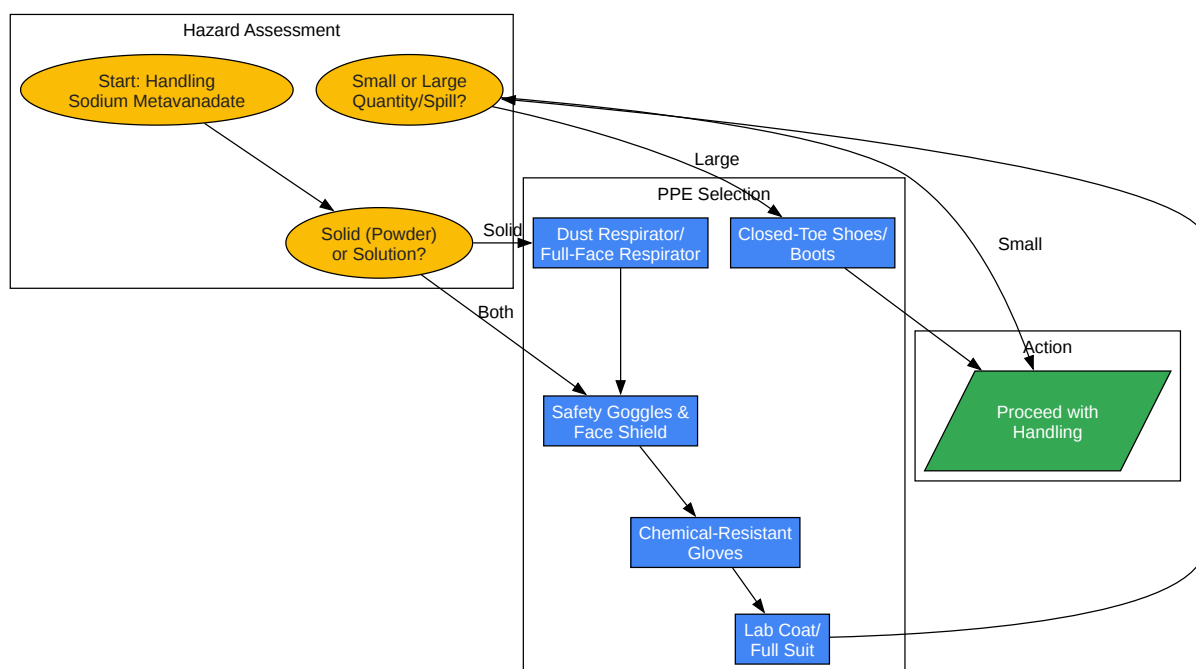 Hazard Assessment
Start: Handling
Sodium Metavanadate
Small or Large
Quantity/Spill?
Large
PPE Selection
Solid (Powder)
or Solution?
Solid
Dust Respirator/
Full-Face Respirator
Closed-Toe Shoes/
Boots
Small
Both
Action
Safety Goggles &
Face Shield
Proceed with
Handling
Chemical-Resistant
Gloves
Lab Coat/
Full Suit